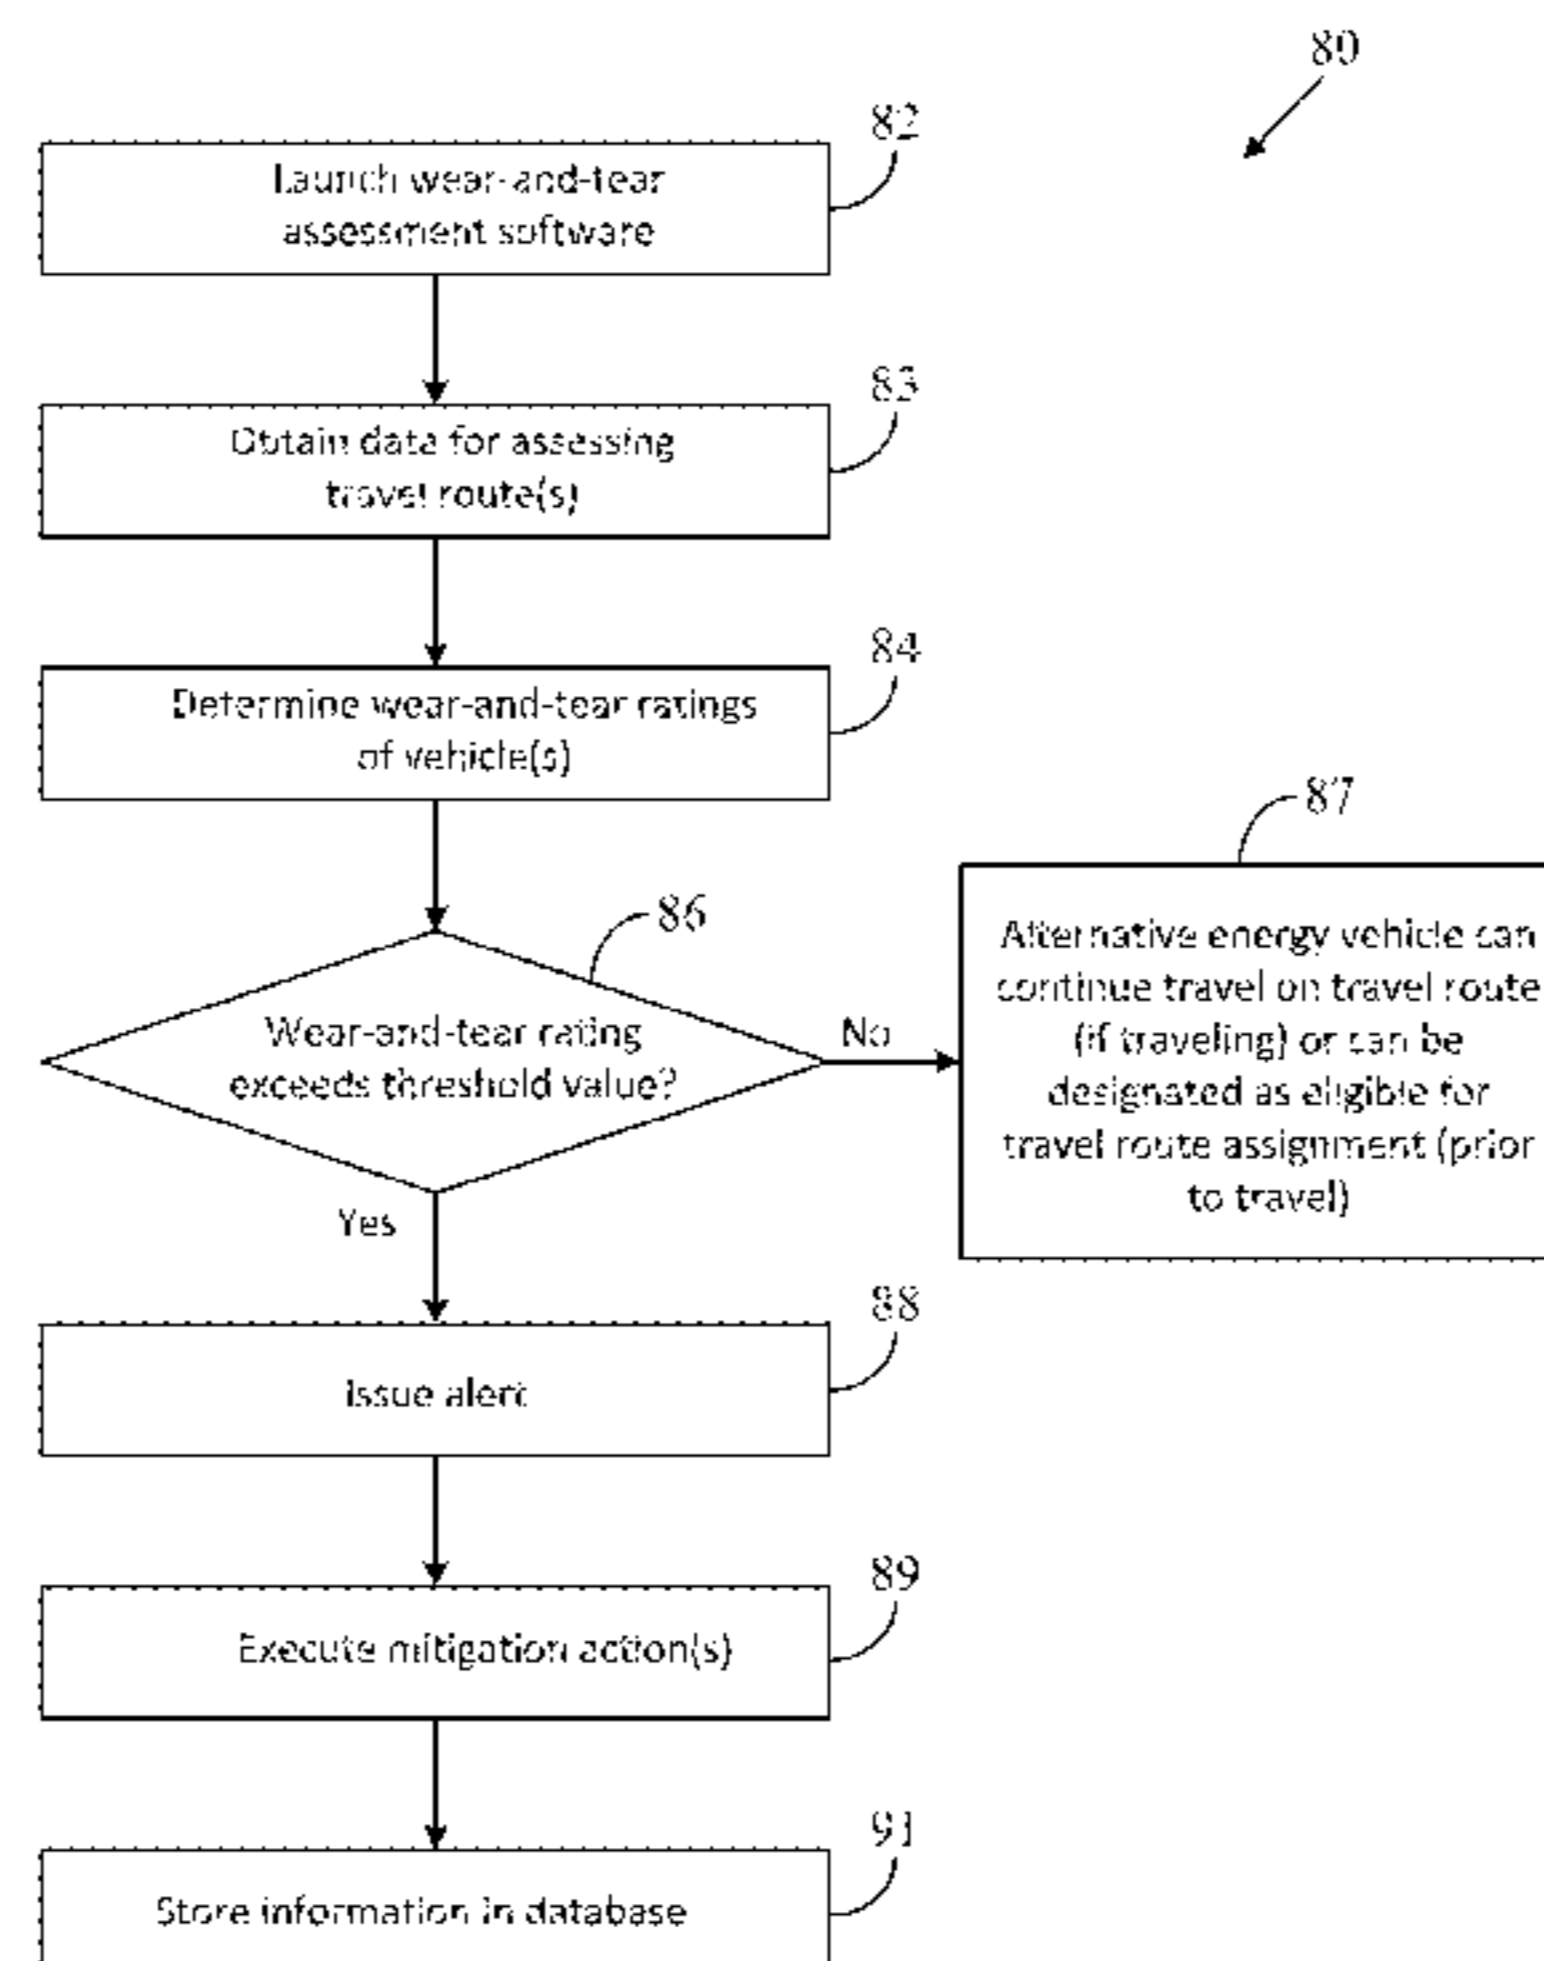 80
82
Launch wear-and-tear
assessment software
83
Obtain data for assessing
travel route(s)
84
Determine wear-and-tear ratings
of vehicle(s)
87
86
Wear-and-tear rating
exceeds threshold value?
No
Alternative energy vehicle can
continue travel on travel route
(if traveling) or can be
designated as eligible for
travel route assignment (prior
to travel)
Yes
88
Issue alert
89
Execute mitigation action(s)
91
Store information in database